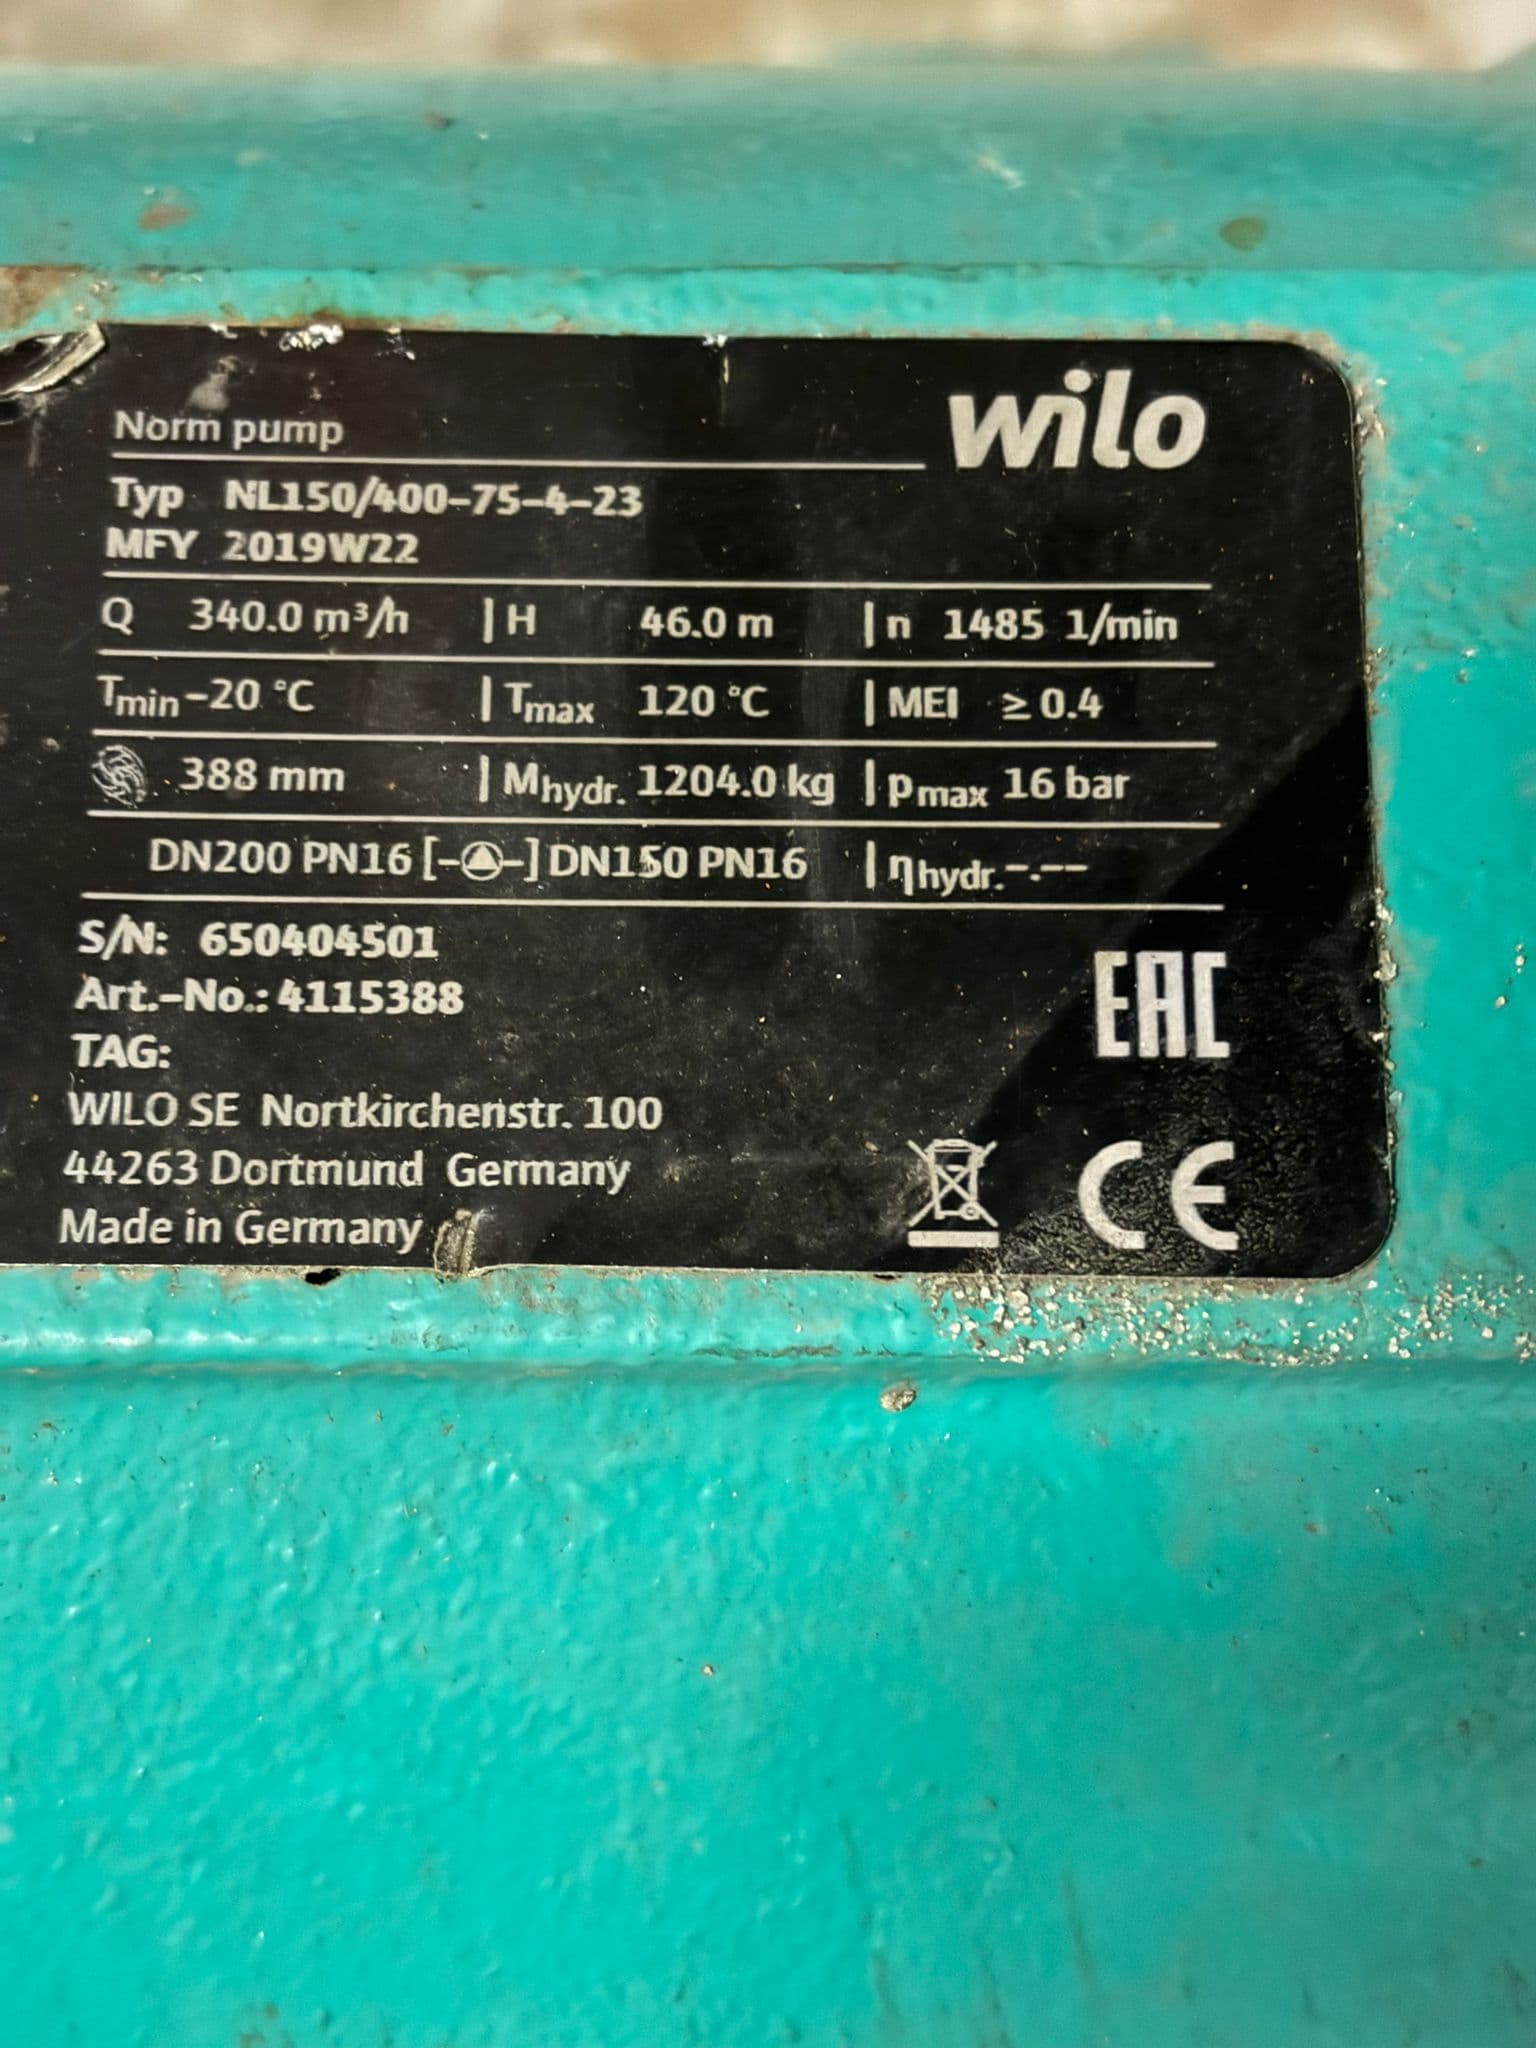 wilo
Norm pump
Typ NL150/400-75-4-23
MFY 2019W22
Q 340.0 m³/h | H 46.0 m | n 1485 1/min
Tmin -20 °C | Tmax 120 °C | MEI ≥ 0.4
388 mm | Mhydr. 1204.0 kg | pmax 16 bar
DN200 PN16 [- -] DN150 PN16 | ηhydr. -.--
S/N: 650404501
Art.-No.: 4115388
EAC
TAG:
WILO SE Nortkirchenstr. 100
44263 Dortmund Germany
Made in Germany
CE